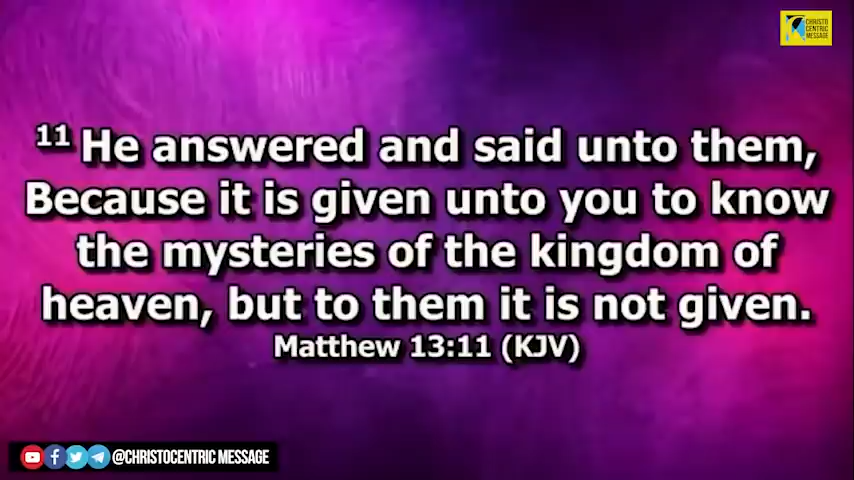 CHRISTO
CENTRIC
MESSAGE
11 He answered and said unto them,
Because it is given unto you to know
the mysteries of the kingdom of
heaven, but to them it is not given.
Matthew 13:11 (KJV)
@CHRISTOCENTRIC MESSAGE